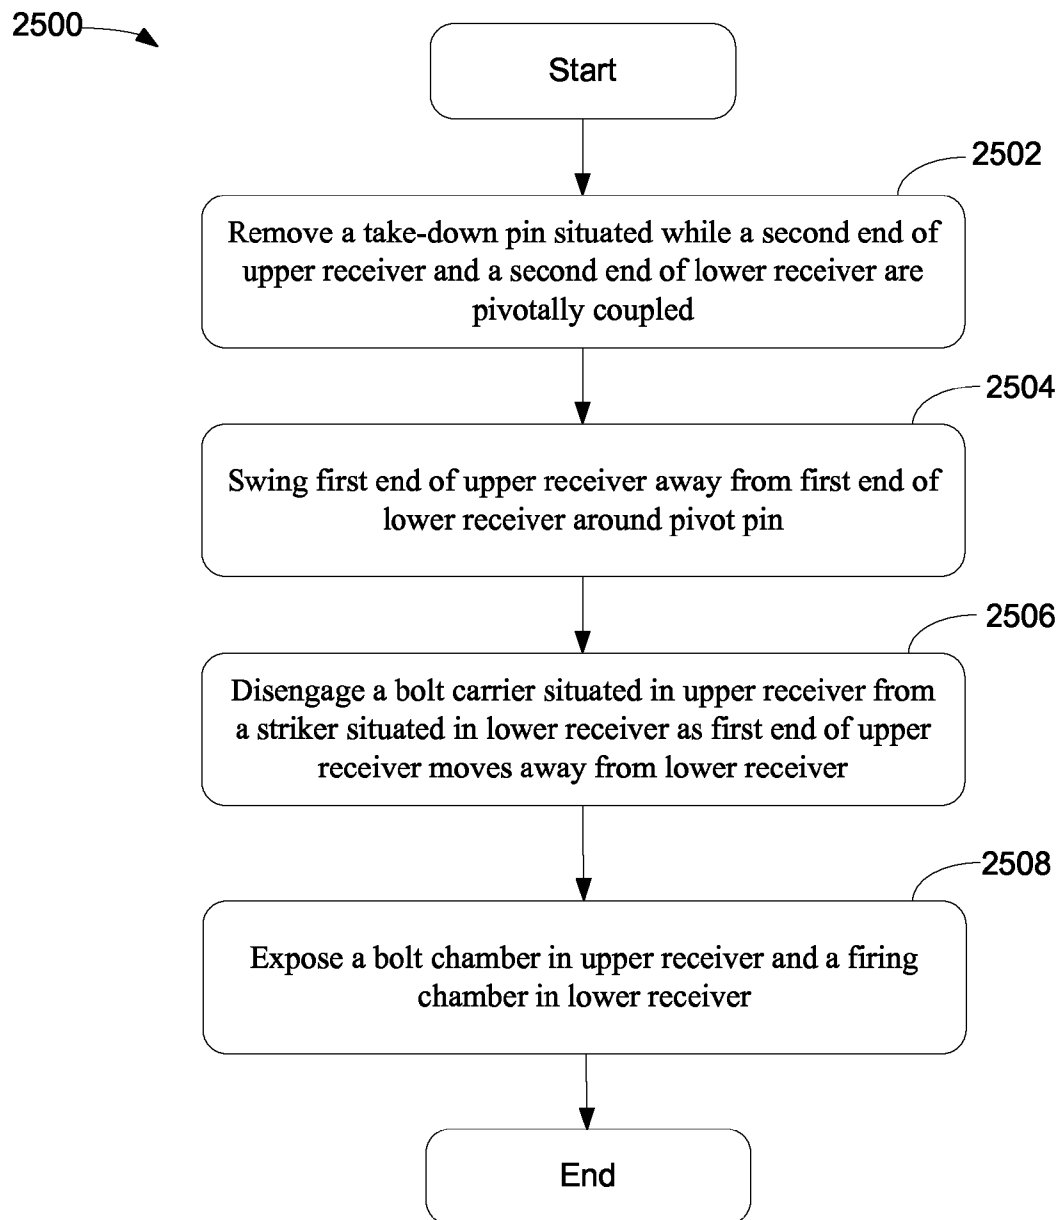 2500
Start
2502
Remove a take-down pin situated while a second end of
upper receiver and a second end of lower receiver are
pivotally coupled
2504
Swing first end of upper receiver away from first end of
lower receiver around pivot pin
2506
Disengage a bolt carrier situated in upper receiver from
a striker situated in lower receiver as first end of upper
receiver moves away from lower receiver
2508
Expose a bolt chamber in upper receiver and a firing
chamber in lower receiver
End